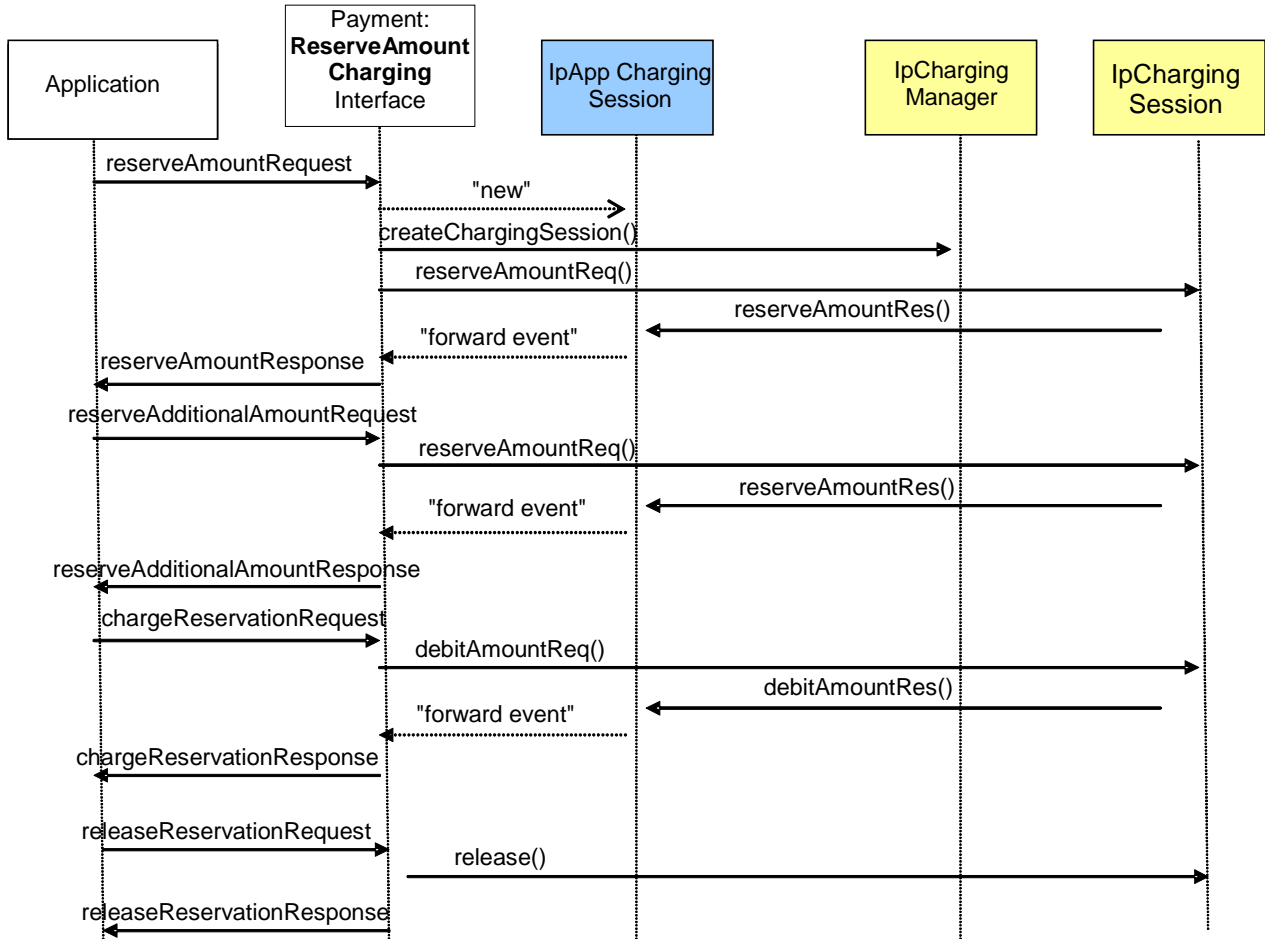 Application
Payment:
ReserveAmount
Charging
Interface
IpApp Charging
Session
IpCharging
Manager
IpCharging
Session
reserveAmountRequest
"new"
createChargingSession()
reserveAmountReq()
reserveAmountRes()
"forward event"
reserveAmountResponse
reserveAdditionalAmountRequest
reserveAmountReq()
reserveAmountRes()
"forward event"
reserveAdditionalAmountResponse
chargeReservationRequest
debitAmountReq()
debitAmountRes()
"forward event"
chargeReservationResponse
releaseReservationRequest
release()
releaseReservationResponse